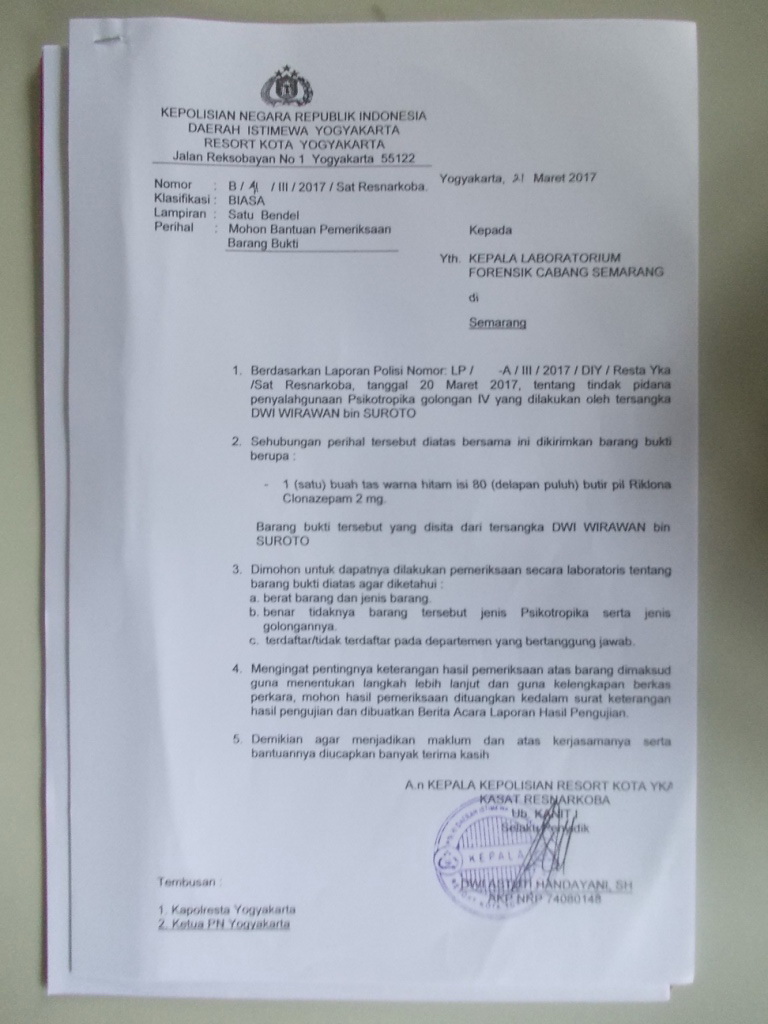 KEPOLISIAN NEGARA REPUBLIK INDONESIA
DAERAH ISTIMEWA YOGYAKARTA
RESORT KOTA YOGYAKARTA
Jalan Reksobayan No 1 Yogyakarta 55122
Yogyakarta, 21 Maret 2017
Nomor : B / / III / 2017 / Sat Resnarkoba.
Klasifikasi : BIASA
Lampiran : Satu Bendel
Perihal : Mohon Bantuan Pemeriksaan
Barang Bukti
Kepada
Yth. KEPALA LABORATORIUM
FORENSIK CABANG SEMARANG
di
Semarang
1. Berdasarkan Laporan Polisi Nomor: LP / -A / III / 2017 / DIY / Resta Yka
/Sat Resnarkoba, tanggal 20 Maret 2017, tentang tindak pidana
penyalahgunaan Psikotropika golongan IV yang dilakukan oleh tersangka
DWI WIRAWAN bin SUROTO
2. Sehubungan perihal tersebut diatas bersama ini dikirimkan barang bukti
berupa :
- 1 (satu) buah tas warna hitam isi 80 (delapan puluh) butir pil Riklona
Clonazepam 2 mg.
Barang bukti tersebut yang disita dari tersangka DWI WIRAWAN bin
SUROTO
3. Dimohon untuk dapatnya dilakukan pemeriksaan secara laboratoris tentang
barang bukti diatas agar diketahui :
a. berat barang dan jenis barang.
b. benar tidaknya barang tersebut jenis Psikotropika serta jenis
golongannya.
c. terdaftar/tidak terdaftar pada departemen yang bertanggung jawab.
4. Mengingat pentingnya keterangan hasil pemeriksaan atas barang dimaksud
guna menentukan langkah lebih lanjut dan guna kelengkapan berkas
perkara, mohon hasil pemeriksaan dituangkan kedalam surat keterangan
hasil pengujian dan dibuatkan Berita Acara Laporan Hasil Pengujian.
5. Demikian agar menjadikan maklum dan atas kerjasamanya serta
bantuannya diucapkan banyak terima kasih
A.n KEPALA KEPOLISIAN RESORT KOTA YKA
KASAT RESNARKOBA
Ub. KANIT I
Selaku Penyidik
KEPALA
DWI ASTUTI HANDAYANI, SH
AKP NRP 74080148
Tembusan :
1. Kapolresta Yogyakarta
2. Ketua PN Yogyakarta